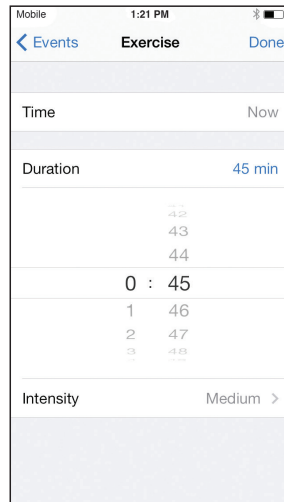 Mobile 1:21 PM
Events Exercise Done
Time Now
Duration 45 min
42
43
44
0 : 45
1 46
2 47
3 48
Intensity Medium